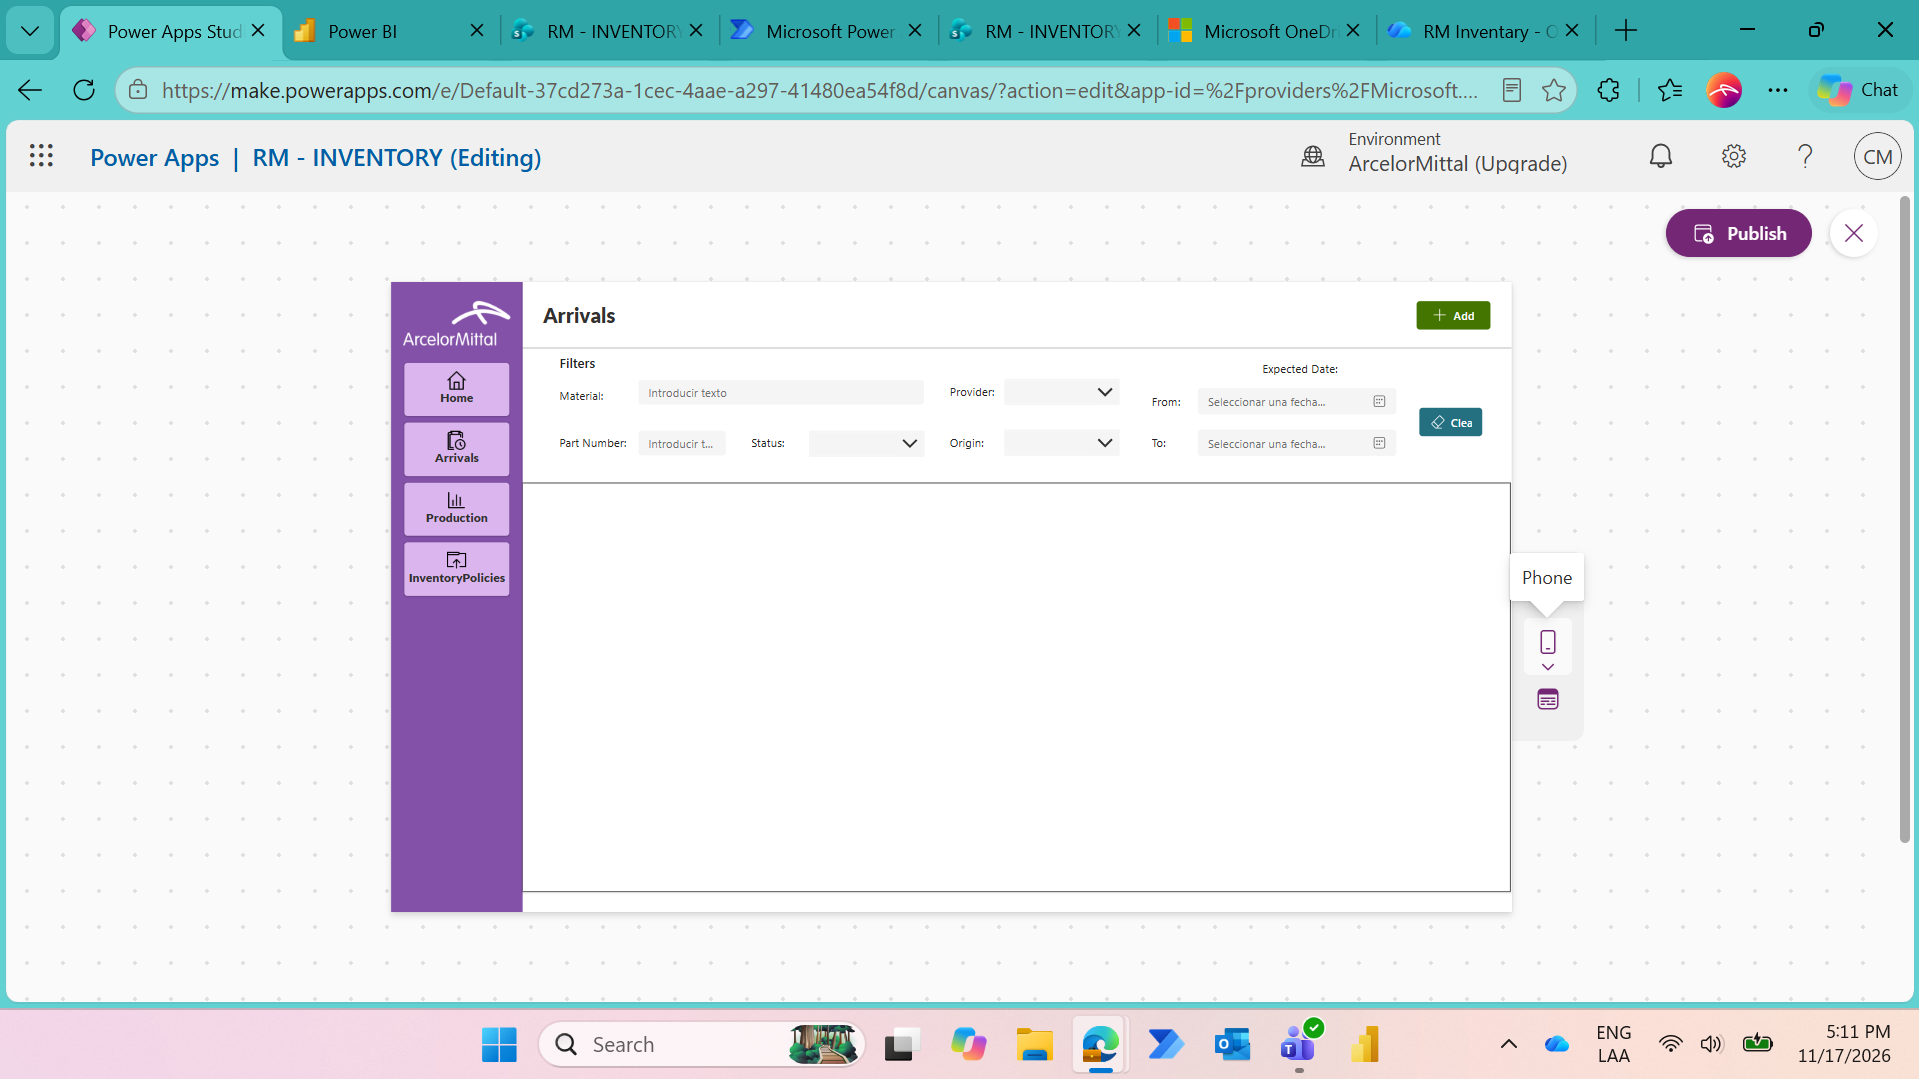 Power Apps Stud
Power BI
RM - INVENTORY
Microsoft Power
RM - INVENTORY
Microsoft OneDri
RM Inventary - O
https://make.powerapps.com/e/Default-37cd273a-1cec-4aae-a297-41480ea54f8d/canvas/?action=edit&app-id=%2Fproviders%2FMicrosoft....
Chat
Power Apps | RM - INVENTORY (Editing)
Environment
ArcelorMittal (Upgrade)
CM
Publish
ArcelorMittal
Arrivals
Add
Filters
Expected Date:
Material:
Introducir texto
Provider:
From:
Seleccionar una fecha...
Clea
Part Number:
Introducir t...
Status:
Origin:
To:
Seleccionar una fecha...
Home
Arrivals
Production
InventoryPolicies
Phone
Search
ENG
LAA
5:11 PM
11/17/2026